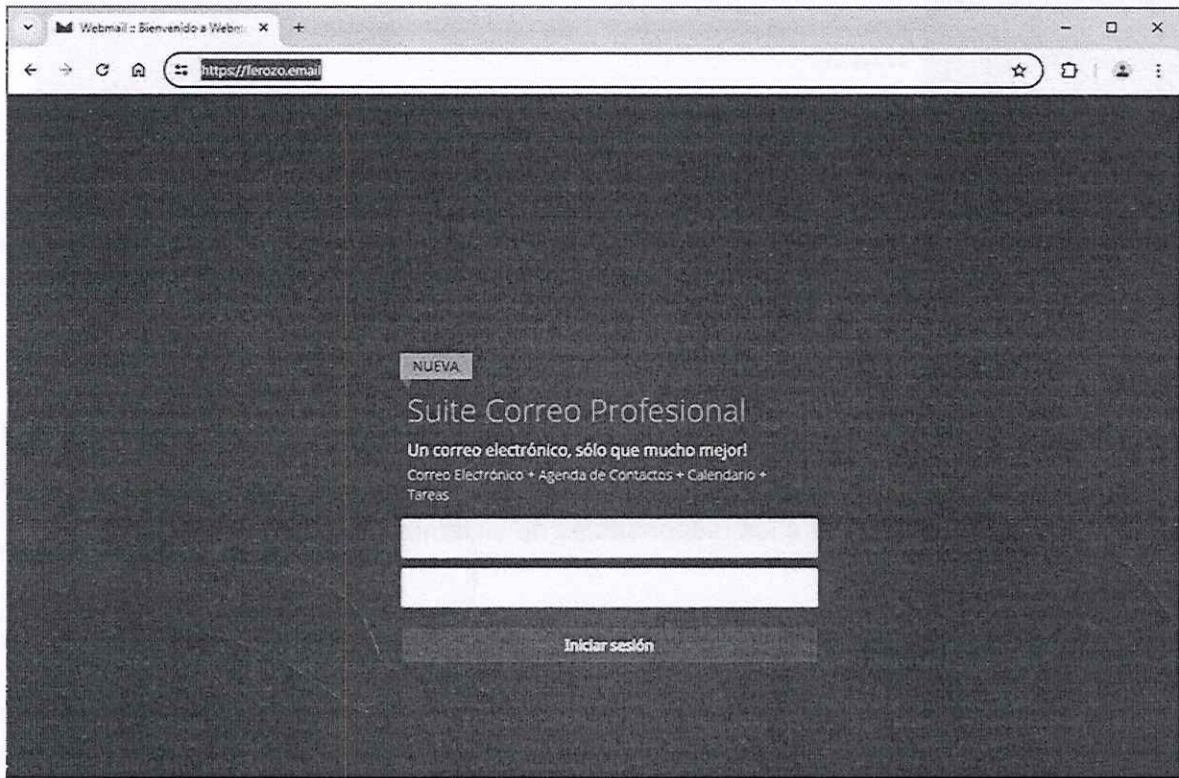 Webmail :: Bienvenido a Webm
https://ferozo.email
NUEVA
Suite Correo Profesional
Un correo electrónico, sólo que mucho mejor!
Correo Electrónico + Agenda de Contactos + Calendario +
Tareas
Iniciar sesión